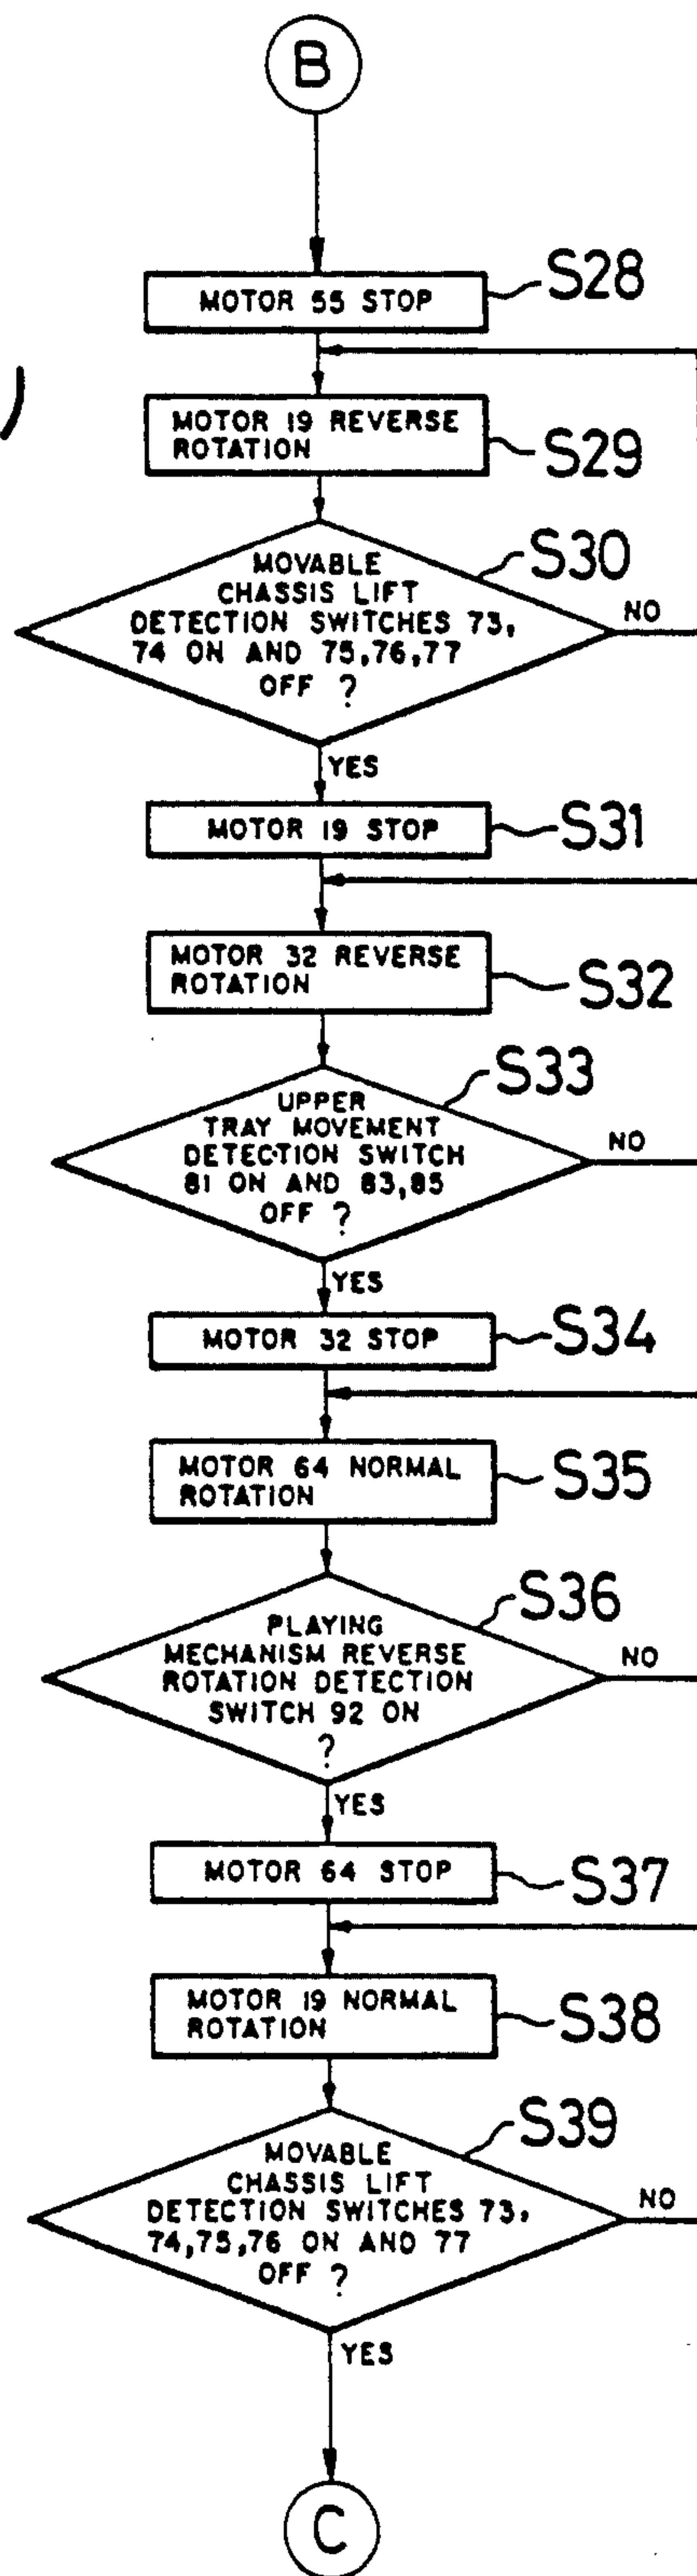 B
MOTOR 55 STOP
S28
MOTOR 19 REVERSE
ROTATION
S29
MOVABLE
CHASSIS LIFT
DETECTION SWITCHES 73,
74 ON AND 75,76,77
OFF ?
S30
NO
YES
MOTOR 19 STOP
S31
MOTOR 32 REVERSE
ROTATION
S32
UPPER
TRAY MOVEMENT
DETECTION SWITCH
81 ON AND 83,85
OFF ?
S33
NO
YES
MOTOR 32 STOP
S34
MOTOR 64 NORMAL
ROTATION
S35
PLAYING
MECHANISM REVERSE
ROTATION DETECTION
SWITCH 92 ON
?
S36
NO
YES
MOTOR 64 STOP
S37
MOTOR 19 NORMAL
ROTATION
S38
MOVABLE
CHASSIS LIFT
DETECTION SWITCHES 73,
74,75,76 ON AND 77
OFF ?
S39
NO
YES
C